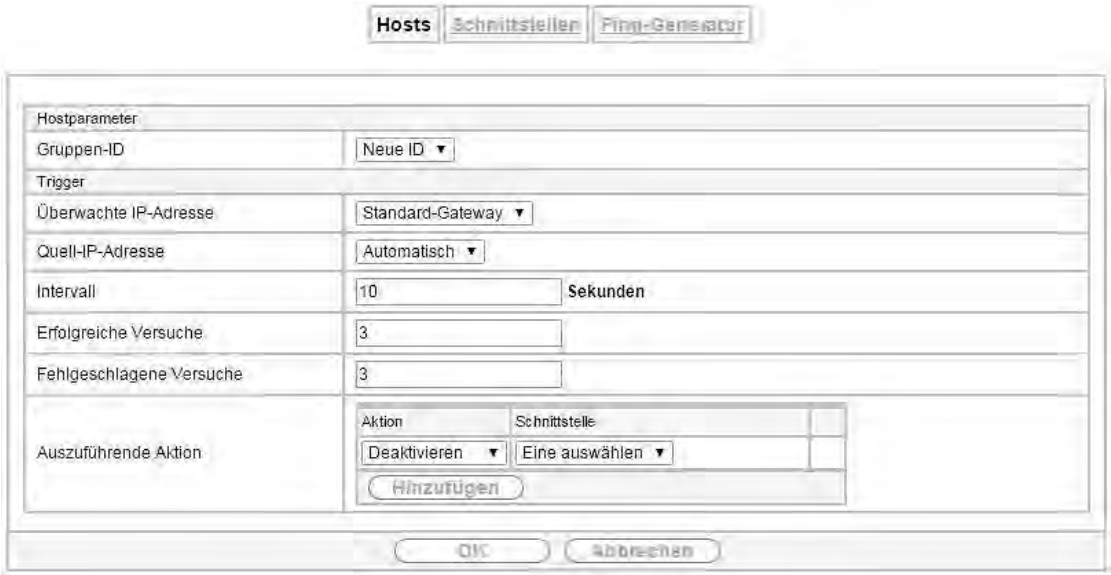 Hosts Schnittstellen Ping-Generator
Hostparameter
Gruppen-ID Neue ID
Trigger
Überwachte IP-Adresse Standard-Gateway
Quell-IP-Adresse Automatisch
Intervall 10 Sekunden
Erfolgreiche Versuche 3
Fehlgeschlagene Versuche 3
Aktion Schnittstelle
Auszuführende Aktion Deaktivieren Eine auswählen
Hinzufügen
OK Abbrechen